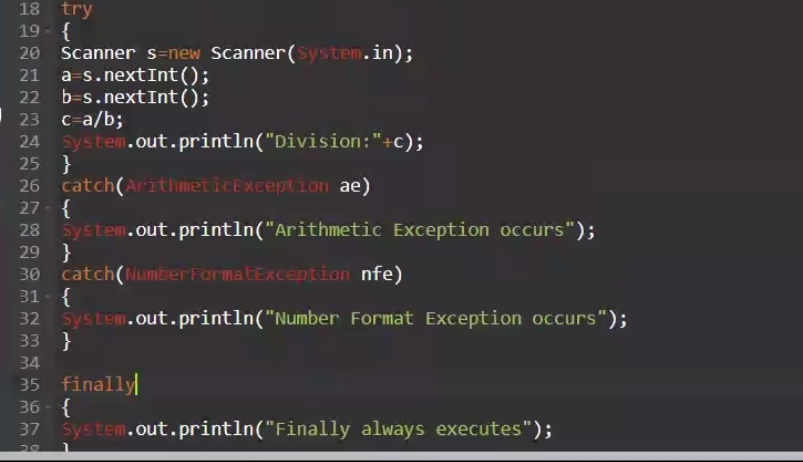 18 try
19 {
20 Scanner s=new Scanner(System.in);
21 a=s.nextInt();
22 b=s.nextInt();
23 c=a/b;
24 System.out.println("Division:"+c);
25 }
26 catch(ArithmeticException ae)
27 {
28 System.out.println("Arithmetic Exception occurs");
29 }
30 catch(NumberFormatException nfe)
31 {
32 System.out.println("Number Format Exception occurs");
33 }
34
35 finally
36 {
37 System.out.println("Finally always executes");
38 }